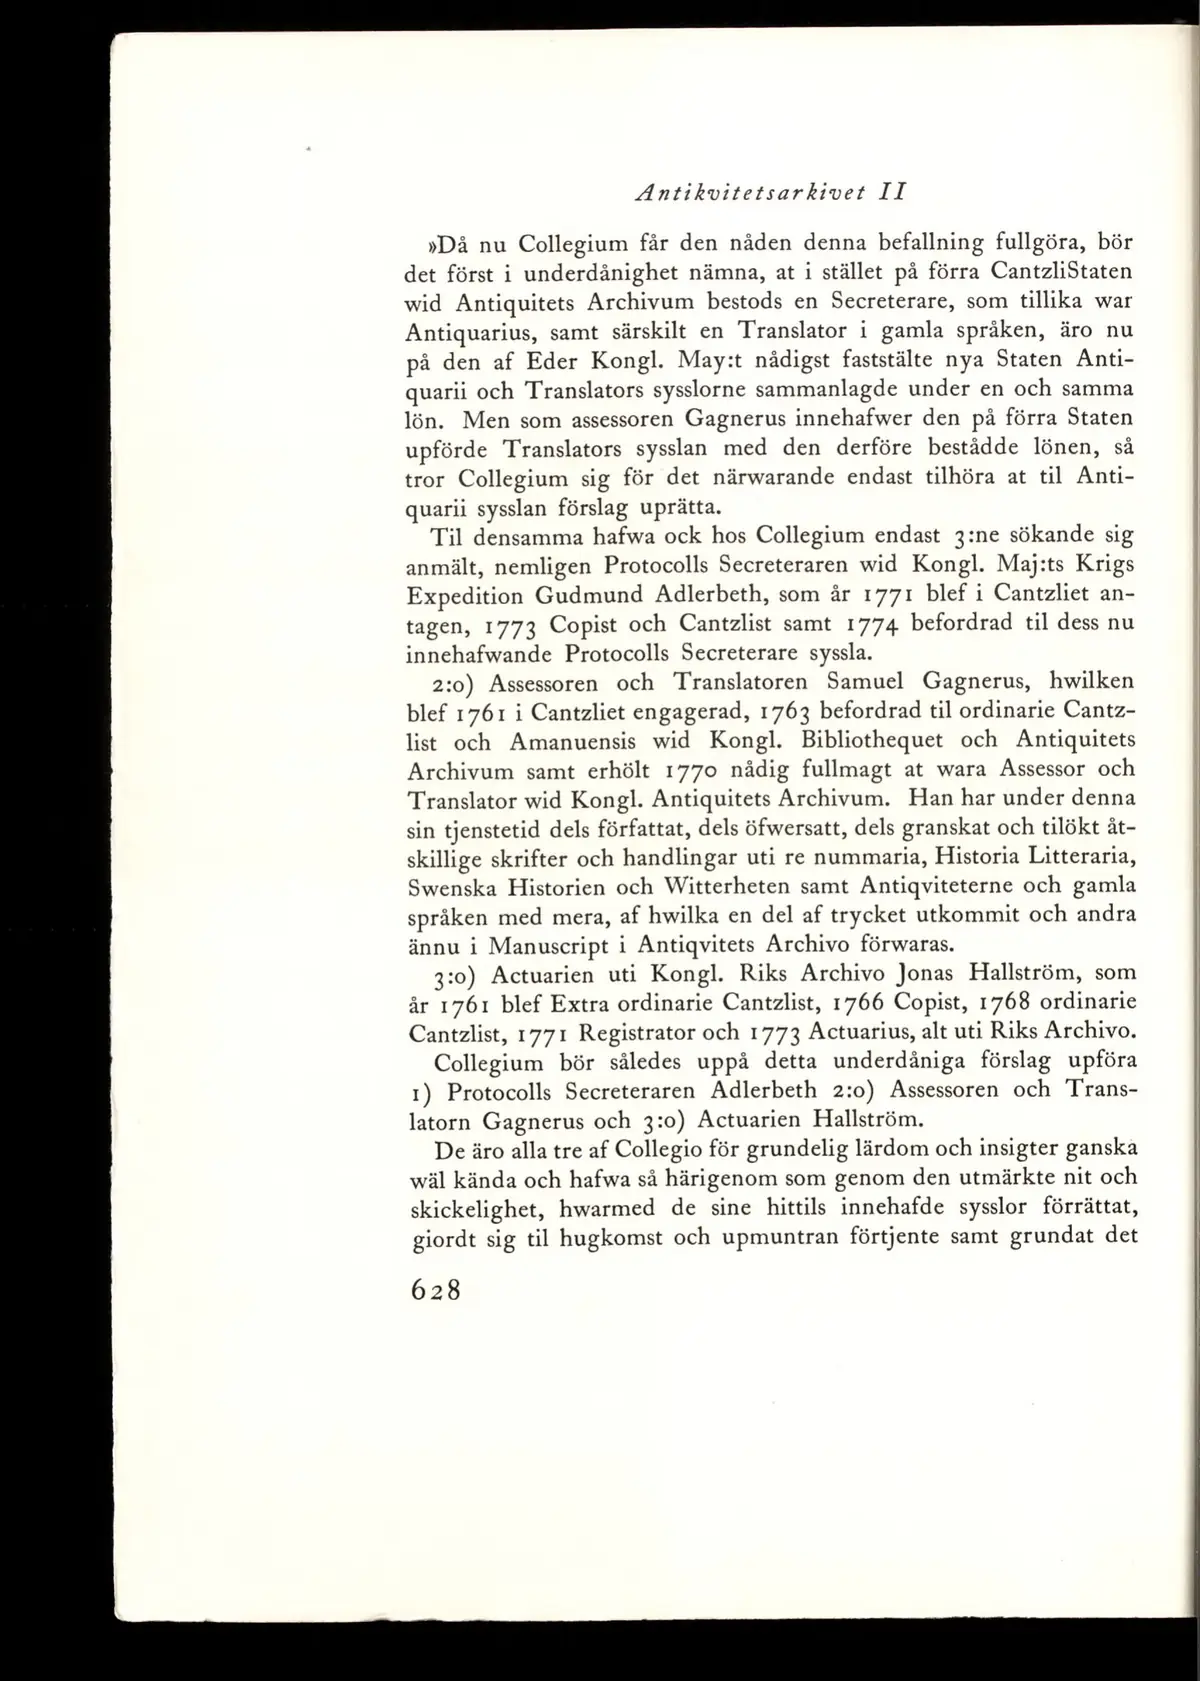 Antikvitetsarkivet II
»Då nu Collegium får den nåden denna befallning fullgöra, bör
det först i underdånighet nämna, at i stället på förra CantzliStaten
wid Antiquitets Archivum bestods en Secreterare, som tillika war
Antiquarius, samt särskilt en Translator i gamla språken, äro nu
på den af Eder Kongl. May:t nådigst faststälte nya Staten Anti-
quarii och Translators sysslorne sammanlagde under en och samma
lön. Men som assessoren Gagnerus innehafwer den på förra Staten
upförde Translators sysslan med den derföre beståddde lönen, så
tror Collegium sig för det närwarande endast tilhöra at til Anti-
quarii sysslan förslag uprätta.
Til densamma hafwa ock hos Collegium endast 3:ne sökande sig
anmält, nemligen Protocolls Secreteraren wid Kongl. Maj:ts Krigs
Expedition Gudmund Adlerbeth, som år 1771 blef i Cantzliet an-
tagen, 1773 Copist och Cantzlist samt 1774 befordrad til dess nu
innehafwande Protocolls Secreterare syssla.
2:o) Assessoren och Translatoren Samuel Gagnerus, hwilken
blef 1761 i Cantzliet engagerad, 1763 befordrad til ordinarie Cantz-
list och Amanuensis wid Kongl. Bibliothequet och Antiquitets
Archivum samt erhölt 1770 nådig fullmagt at wara Assessor och
Translator wid Kongl. Antiquitets Archivum. Han har under denna
sin tjenstetid dels författat, dels öfwersatt, dels granskat och tilökt åt-
skillige skrifter och handlingar uti re nummaria, Historia Litteraria,
Swenska Historien och Witterheten samt Antiqviteterne och gamla
språken med mera, af hwilka en del af trycket utkommit och andra
ännu i Manuscript i Antiqvitets Archivo förwaras.
3:o) Actuarien uti Kongl. Riks Archivo Jonas Hallström, som
år 1761 blef Extra ordinarie Cantzlist, 1766 Copist, 1768 ordinarie
Cantzlist, 1771 Registrator och 1773 Actuarius, alt uti Riks Archivo.
Collegium bör således uppå detta underdåniga förslag upföra
1) Protocolls Secreteraren Adlerbeth 2:o) Assessoren och Trans-
latorn Gagnerus och 3:o) Actuarien Hallström.
De äro alla tre af Collegio för grundelig lärdom och insigter ganska
wäl kända och hafwa så härigenom som genom den utmärkte nit och
skickelighet, hwarmed de sine hittils innehafde sysslor förrättat,
giordt sig til hugkomst och upmuntran förtjente samt grundat det
628